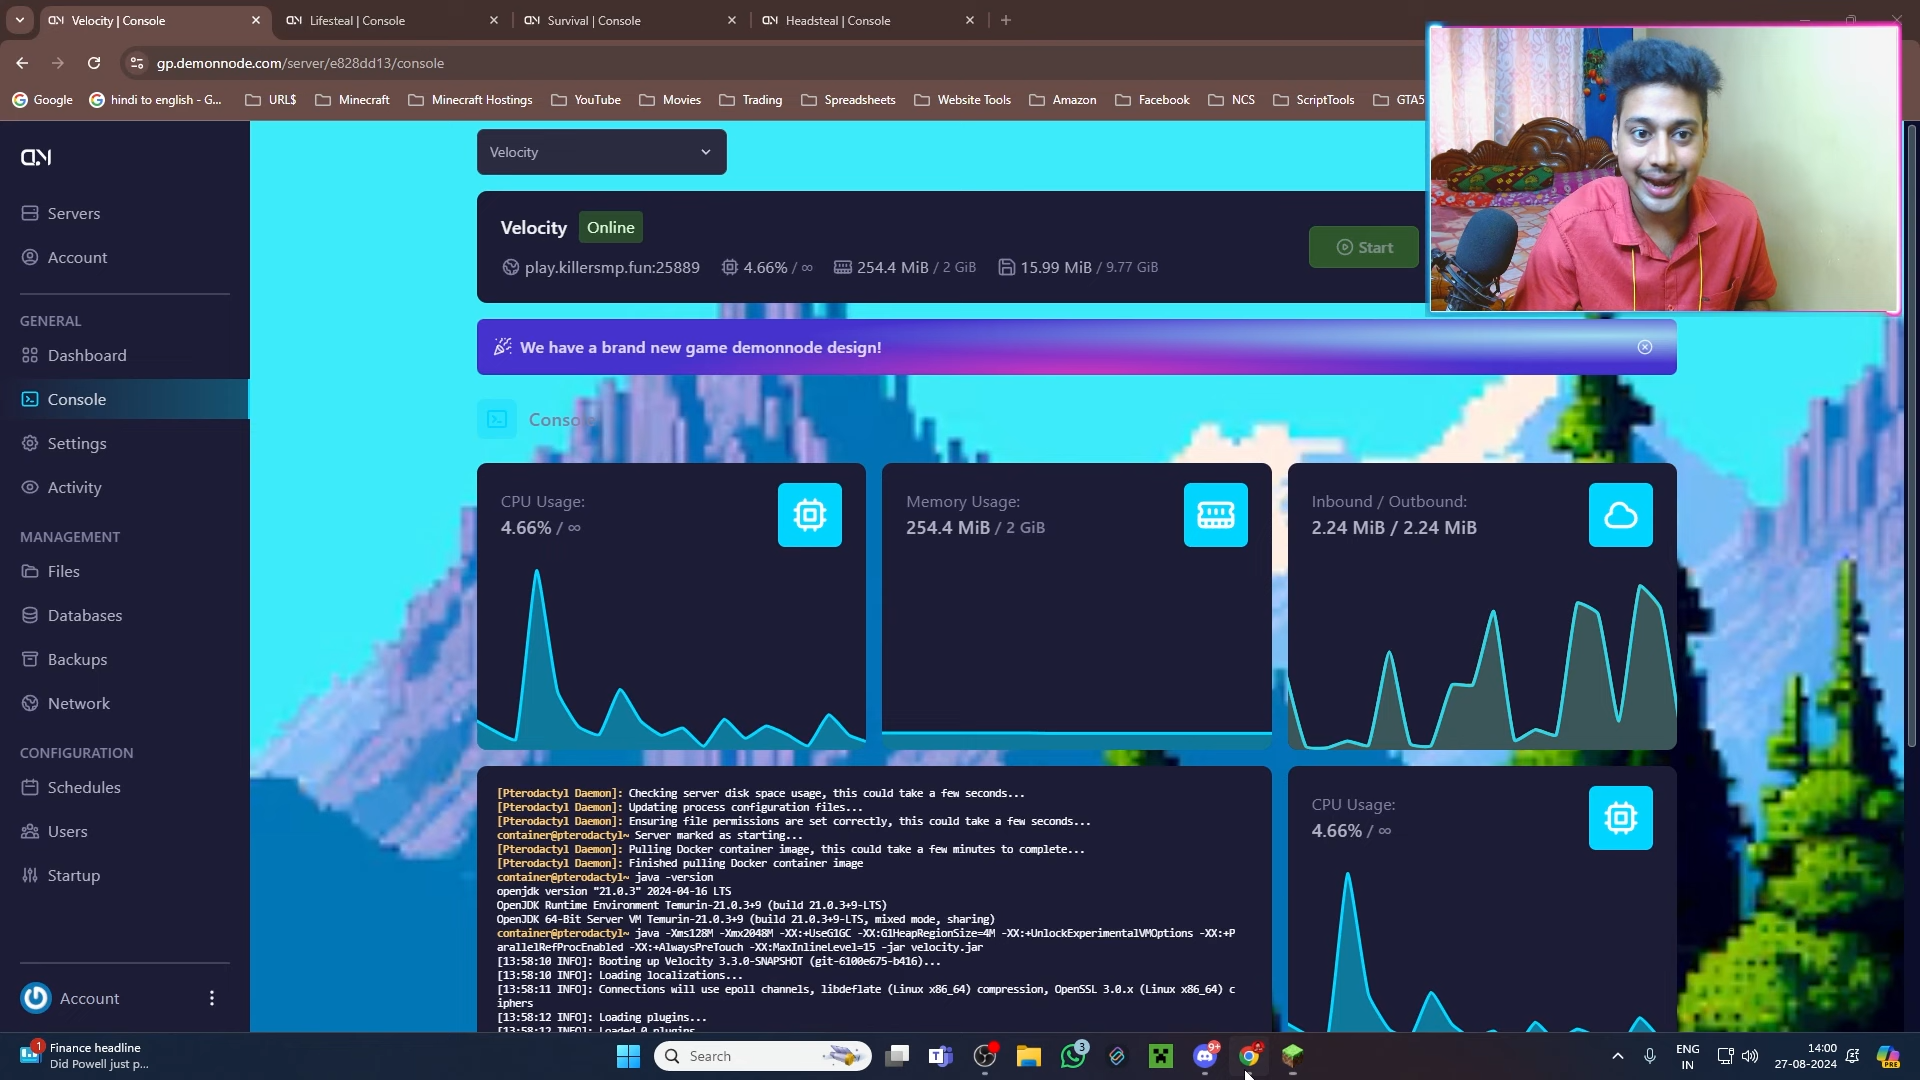 Velocity | Console
Lifesteal | Console
Survival | Console
Headsteal | Console
gp.demonnode.com/server/e828dd13/console
Google
hindi to english - G...
URL$
Minecraft
Minecraft Hostings
YouTube
Movies
Trading
Spreadsheets
Website Tools
Amazon
Facebook
NCS
ScriptTools
GTA5
Velocity
Servers
Account
Velocity
Online
play.killersmp.fun:25889
4.66% / ∞
254.4 MiB / 2 GiB
15.99 MiB / 9.77 GiB
Start
GENERAL
Dashboard
Console
Settings
Activity
MANAGEMENT
Files
Databases
Backups
Network
CONFIGURATION
Schedules
Users
Startup
Account
We have a brand new game demonnode design!
Console
CPU Usage:
4.66% / ∞
Memory Usage:
254.4 MiB / 2 GiB
Inbound / Outbound:
2.24 MiB / 2.24 MiB
[Pterodactyl Daemon]: Checking server disk space usage, this could take a few seconds...
[Pterodactyl Daemon]: Updating process configuration files...
[Pterodactyl Daemon]: Ensuring file permissions are set correctly, this could take a few seconds...
container@pterodactyl~ Server marked as starting...
[Pterodactyl Daemon]: Pulling Docker container image, this could take a few minutes to complete...
[Pterodactyl Daemon]: Finished pulling Docker container image
container@pterodactyl~ java -version
openjdk version "21.0.3" 2024-04-16 LTS
OpenJDK Runtime Environment Temurin-21.0.3+9 (build 21.0.3+9-LTS)
OpenJDK 64-Bit Server VM Temurin-21.0.3+9 (build 21.0.3+9-LTS, mixed mode, sharing)
container@pterodactyl~ java -Xms128M -Xmx2048M -XX:+UseG1GC -XX:G1HeapRegionSize=4M -XX:+UnlockExperimentalVMOptions -XX:+P
arallelRefProcEnabled -XX:+AlwaysPreTouch -XX:MaxInlineLevel=15 -jar velocity.jar
[13:58:10 INFO]: Booting up Velocity 3.3.0-SNAPSHOT (git-6100e675-b416)...
[13:58:10 INFO]: Loading localizations...
[13:58:11 INFO]: Connections will use epoll channels, libdeflate (Linux x86_64) compression, OpenSSL 3.0.x (Linux x86_64) c
iphers
[13:58:12 INFO]: Loading plugins...
[13:58:12 INFO]: Loaded 0 plugins
CPU Usage:
4.66% / ∞
1
Finance headline
Did Powell just p...
Search
3
9+
ENG
IN
14:00
27-08-2024
PRE